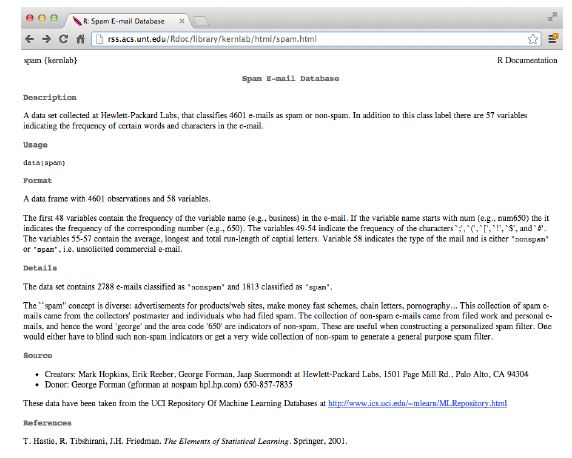 R: Spam E-mail Database
rss.acs.unt.edu/Rdoc/library/kernlab/html/spam.html
spam {kernlab} R Documentation
Spam E-mail Database
Description
A data set collected at Hewlett-Packard Labs, that classifies 4601 e-mails as spam or non-spam. In addition to this class label there are 57 variables
indicating the frequency of certain words and characters in the e-mail.
Usage
data(spam)
Format
A data frame with 4601 observations and 58 variables.
The first 48 variables contain the frequency of the variable name (e.g., business) in the e-mail. If the variable name starts with num (e.g., num650) the it
indicates the frequency of the corresponding number (e.g., 650). The variables 49-54 indicate the frequency of the characters `;', `(', `[', `!', `$', and `#'.
The variables 55-57 contain the average, longest and total run-length of captial letters. Variable 58 indicates the type of the mail and is either "nonspam"
or "spam", i.e. unsolicited commercial e-mail.
Details
The data set contains 2788 e-mails classified as "nonspam" and 1813 classified as "spam".
The ``spam'' concept is diverse: advertisements for products/web sites, make money fast schemes, chain letters, pornography... This collection of spam e-
mails came from the collectors' postmaster and individuals who had filed spam. The collection of non-spam e-mails came from filed work and personal e-
mails, and hence the word 'george' and the area code '650' are indicators of non-spam. These are useful when constructing a personalized spam filter. One
would either have to blind such non-spam indicators or get a very wide collection of non-spam to generate a general purpose spam filter.
Source
• Creators: Mark Hopkins, Erik Reeber, George Forman, Jaap Suermondt at Hewlett-Packard Labs, 1501 Page Mill Rd., Palo Alto, CA 94304
• Donor: George Forman (gforman at nospam hpl.hp.com) 650-857-7835
These data have been taken from the UCI Repository Of Machine Learning Databases at http://www.ics.uci.edu/~mlearn/MLRepository.html
References
T. Hastie, R. Tibshirani, J.H. Friedman. The Elements of Statistical Learning. Springer, 2001.